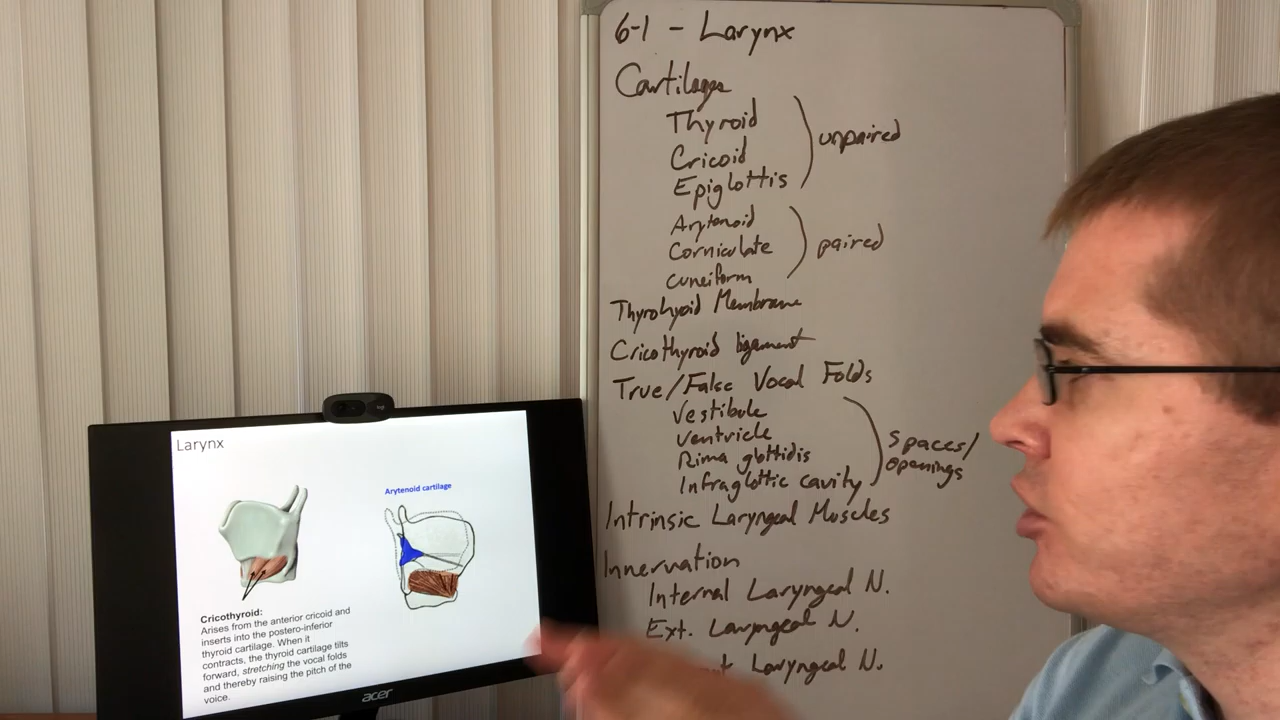 6-1 - Larynx
Cartilages
Thyroid
Cricoid
Epiglottis
unpaired
Arytenoid
Corniculate
cuneiform
paired
Thyrohyoid Membrane
Cricothyroid ligament
True/False Vocal Folds
Vestibule
ventricle
Rima glottidis
Infraglottic cavity
spaces/
openings
Intrinsic Laryngeal Muscles
Innervation
Internal Laryngeal N.
Ext. Laryngeal N.
Laryngeal N.
Larynx
Arytenoid cartilage
Cricothyroid:
Arises from the anterior cricoid and
inserts into the postero-inferior
thyroid cartilage. When it
contracts, the thyroid cartilage tilts
forward, stretching the vocal folds
and thereby raising the pitch of the
voice.
acer